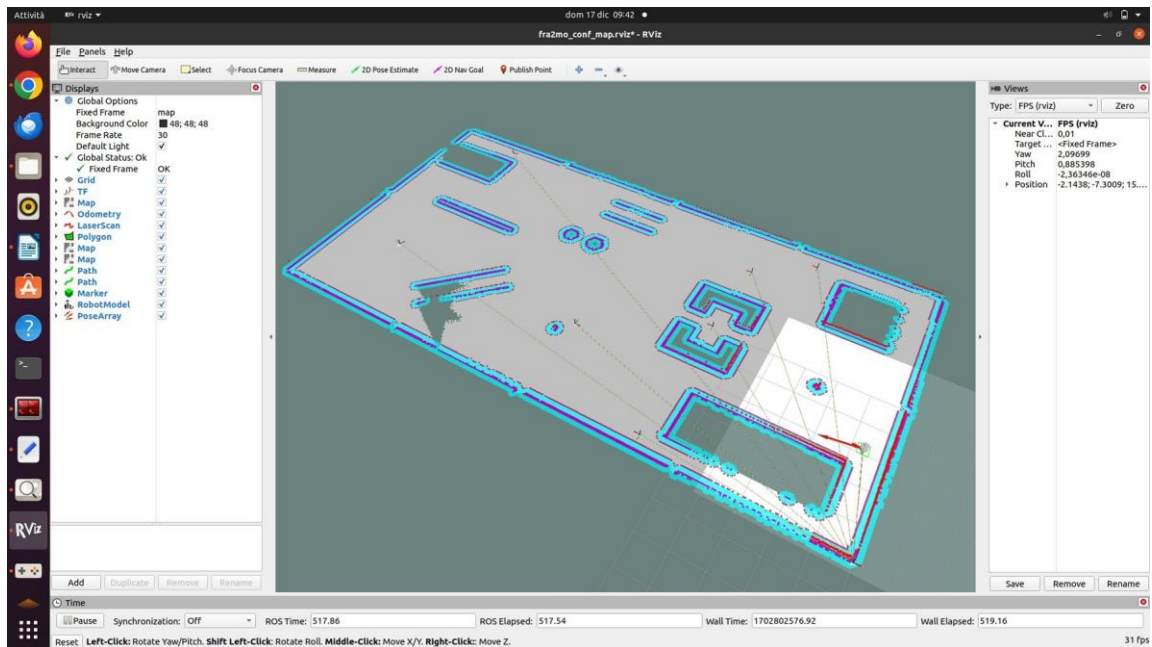 Attività rviz dom 17 dic 09:42
fra2mo_conf_map.rviz* - RViz
File Panels Help
Interact Move Camera Select Focus Camera Measure 2D Pose Estimate 2D Nav Goal Publish Point
Displays
Global Options
Fixed Frame map
Background Color 48; 48; 48
Frame Rate 30
Default Light
Global Status: Ok
Fixed Frame OK
Grid
TF
Map
Odometry
LaserScan
Polygon
Map
Map
Path
Path
Marker
RobotModel
PoseArray
Add Duplicate Remove Rename
Views
Type: FPS (rviz) Zero
Current V... FPS (rviz)
Near Cl... 0,01
Target ... <Fixed Frame>
Yaw 2,09699
Pitch 0,885398
Roll -2,36346e-08
Position -2.1438; -7.3009; 15....
Save Remove Rename
RViz
Time
Pause Synchronization: Off ROS Time: 517.86 ROS Elapsed: 517.54 Wall Time: 1702802576.92 Wall Elapsed: 519.16
Reset Left-Click: Rotate Yaw/Pitch. Shift Left-Click: Rotate Roll. Middle-Click: Move X/Y. Right-Click:: Move Z. 31 fps